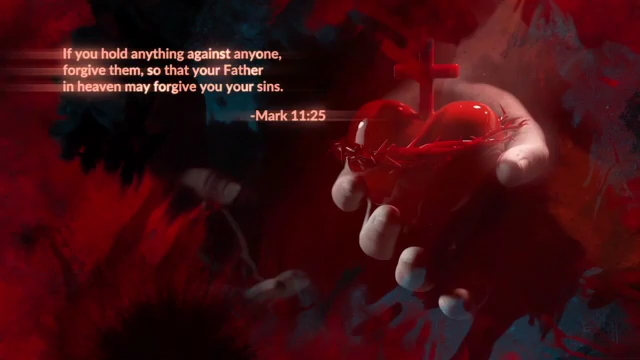 If you hold anything against anyone,
forgive them, so that your Father
in heaven may forgive you your sins.
-Mark 11:25